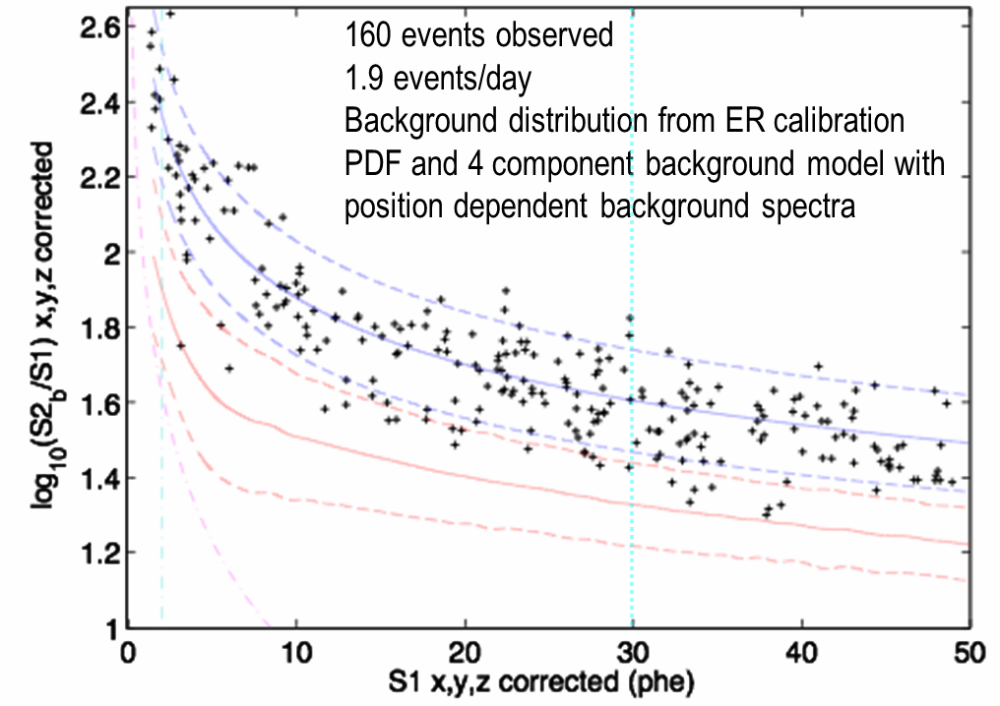 160 events observed
1.9 events/day
Background distribution from ER calibration
PDF and 4 component background model with
position dependent background spectra
2.6
2.4
2.2
2
1.8
1.6
1.4
1.2
1
log10(S2b/S1) x,y,z corrected
0 10 20 30 40 50
S1 x,y,z corrected (phe)